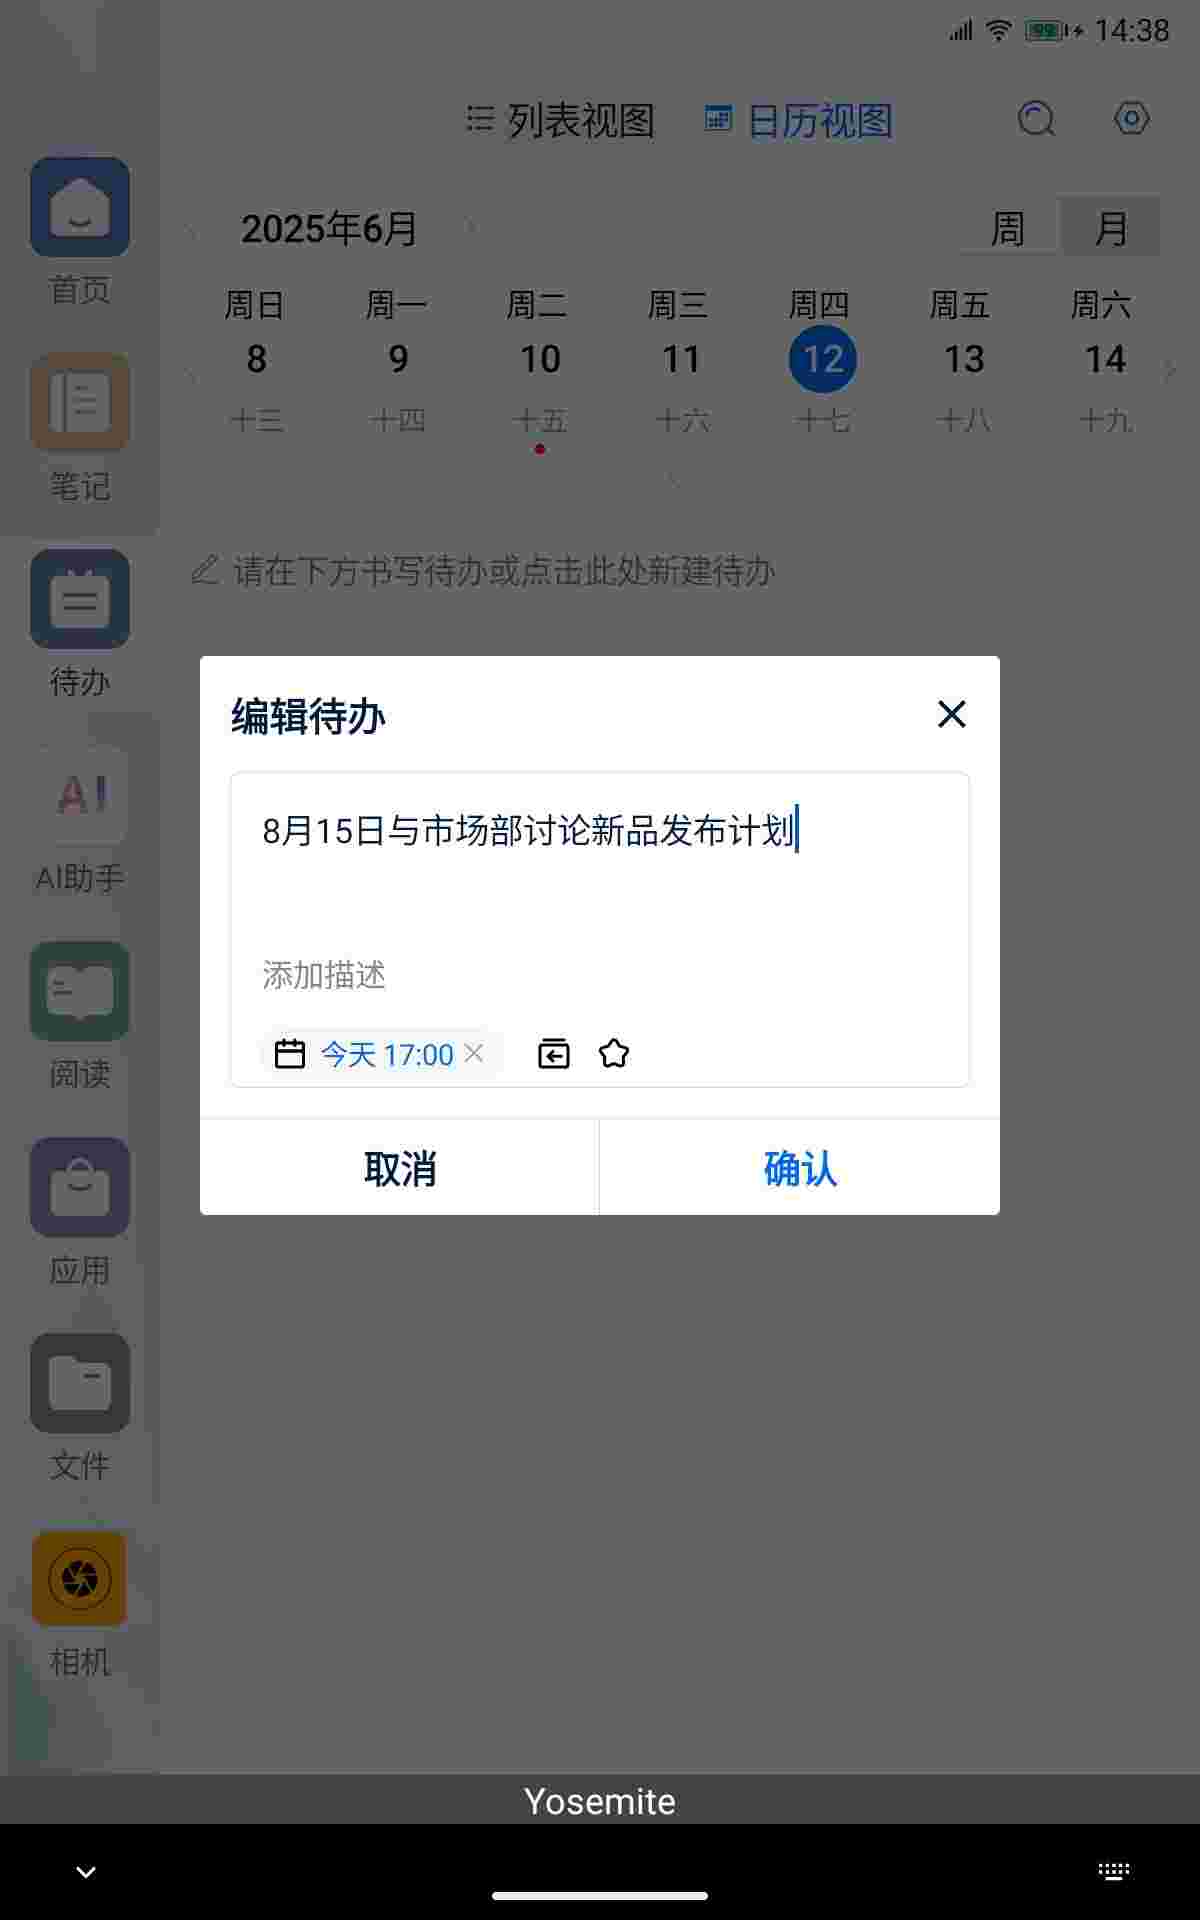 99 14:38
列表视图 日历视图
2025年6月 周 月
周日 周一 周二 周三 周四 周五 周六
8 9 10 11 12 13 14
十三 十四 十五 十六 十七 十八 十九
请在下方书写待办或点击此处新建待办
首页
笔记
待办
AI
AI助手
阅读
应用
文件
相机
编辑待办
8月15日与市场部讨论新品发布计划
添加描述
今天 17:00
取消 确认
Yosemite